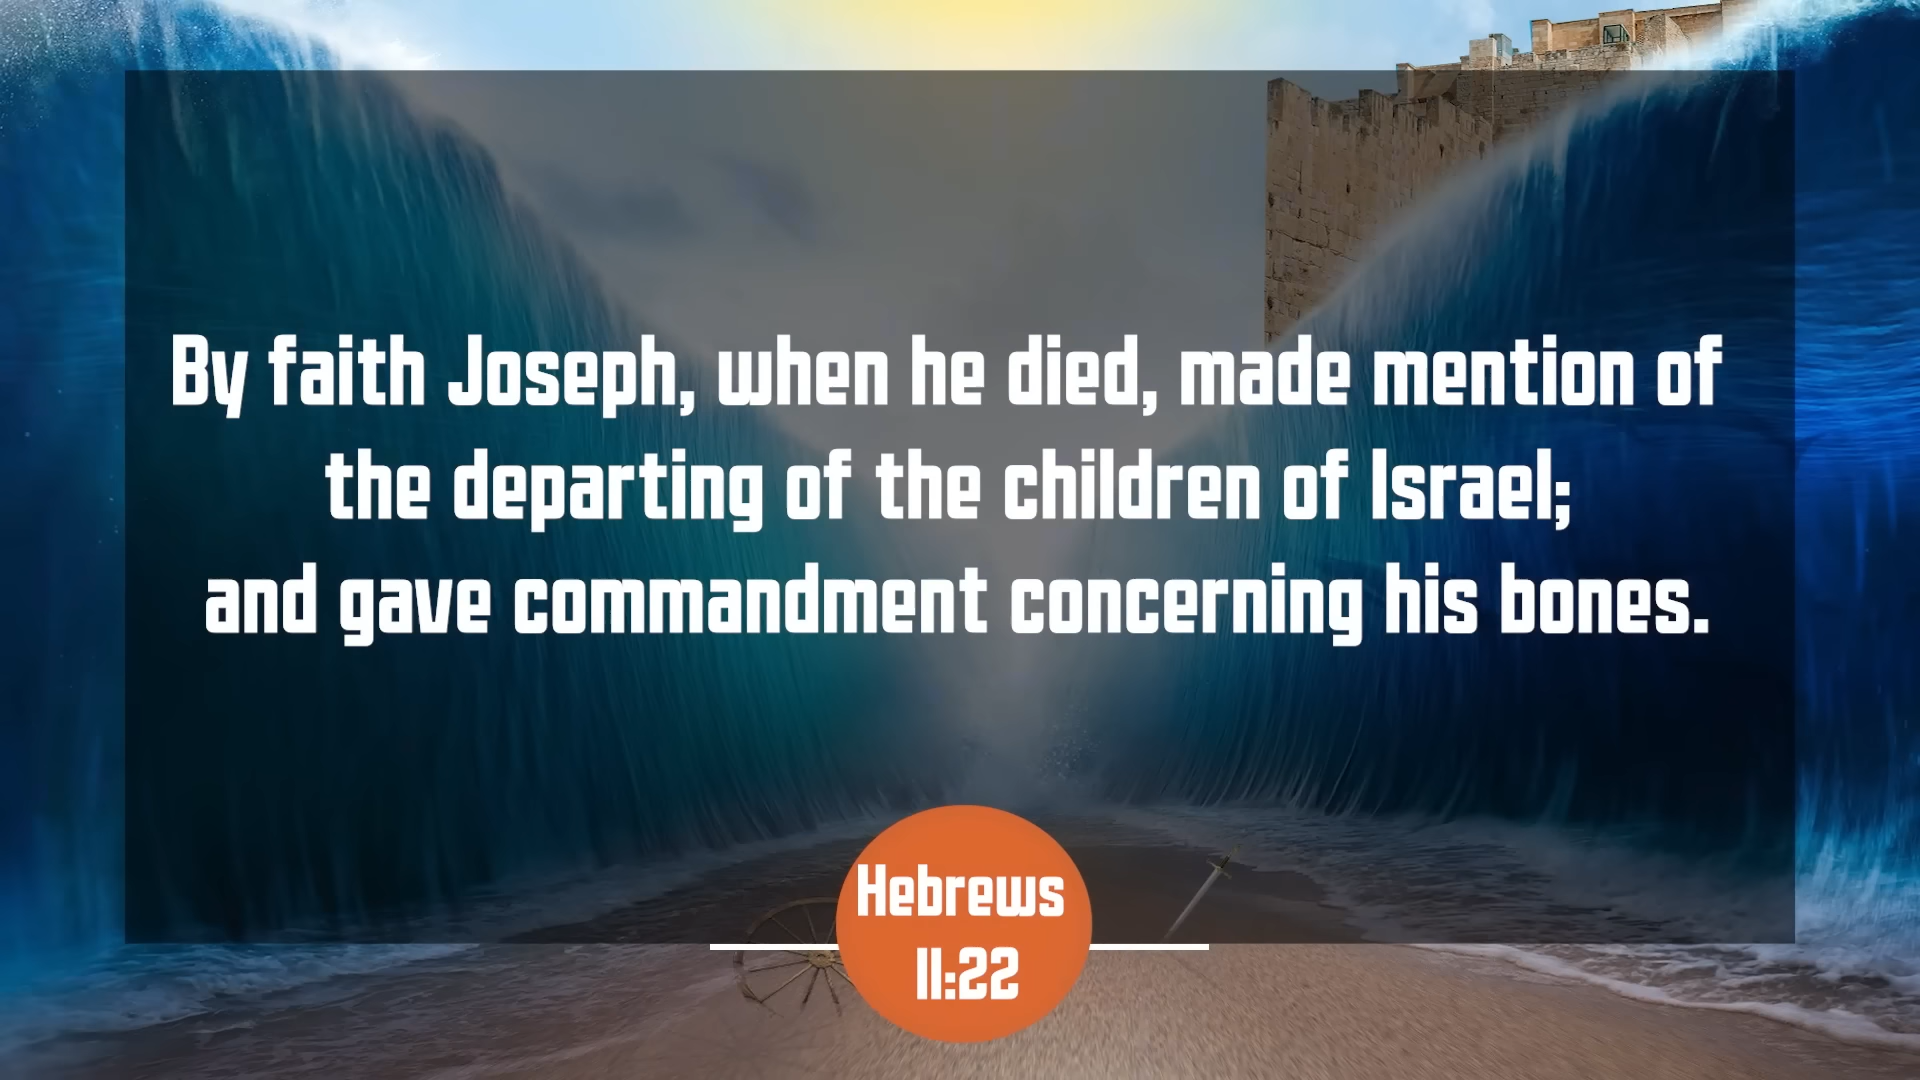 By faith Joseph, when he died, made mention of
the departing of the children of Israel;
and gave commandment concerning his bones.
Hebrews
11:22